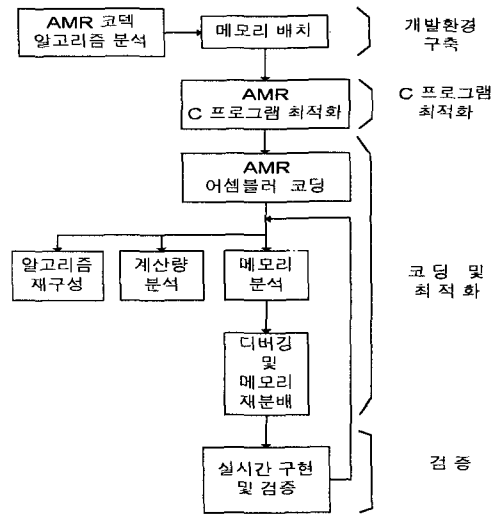 AMR 코덱
알고리즘 분석
메모리 배치
개발환경
구축
AMR
C 프로그램 최적화
C 프로그램
최적화
AMR
어셈블러 코딩
알고리즘
재구성
계산량
분석
메모리
분석
코딩 및
최적화
디버깅
및
메모리
재분배
실시간 구현
및 검증
검증